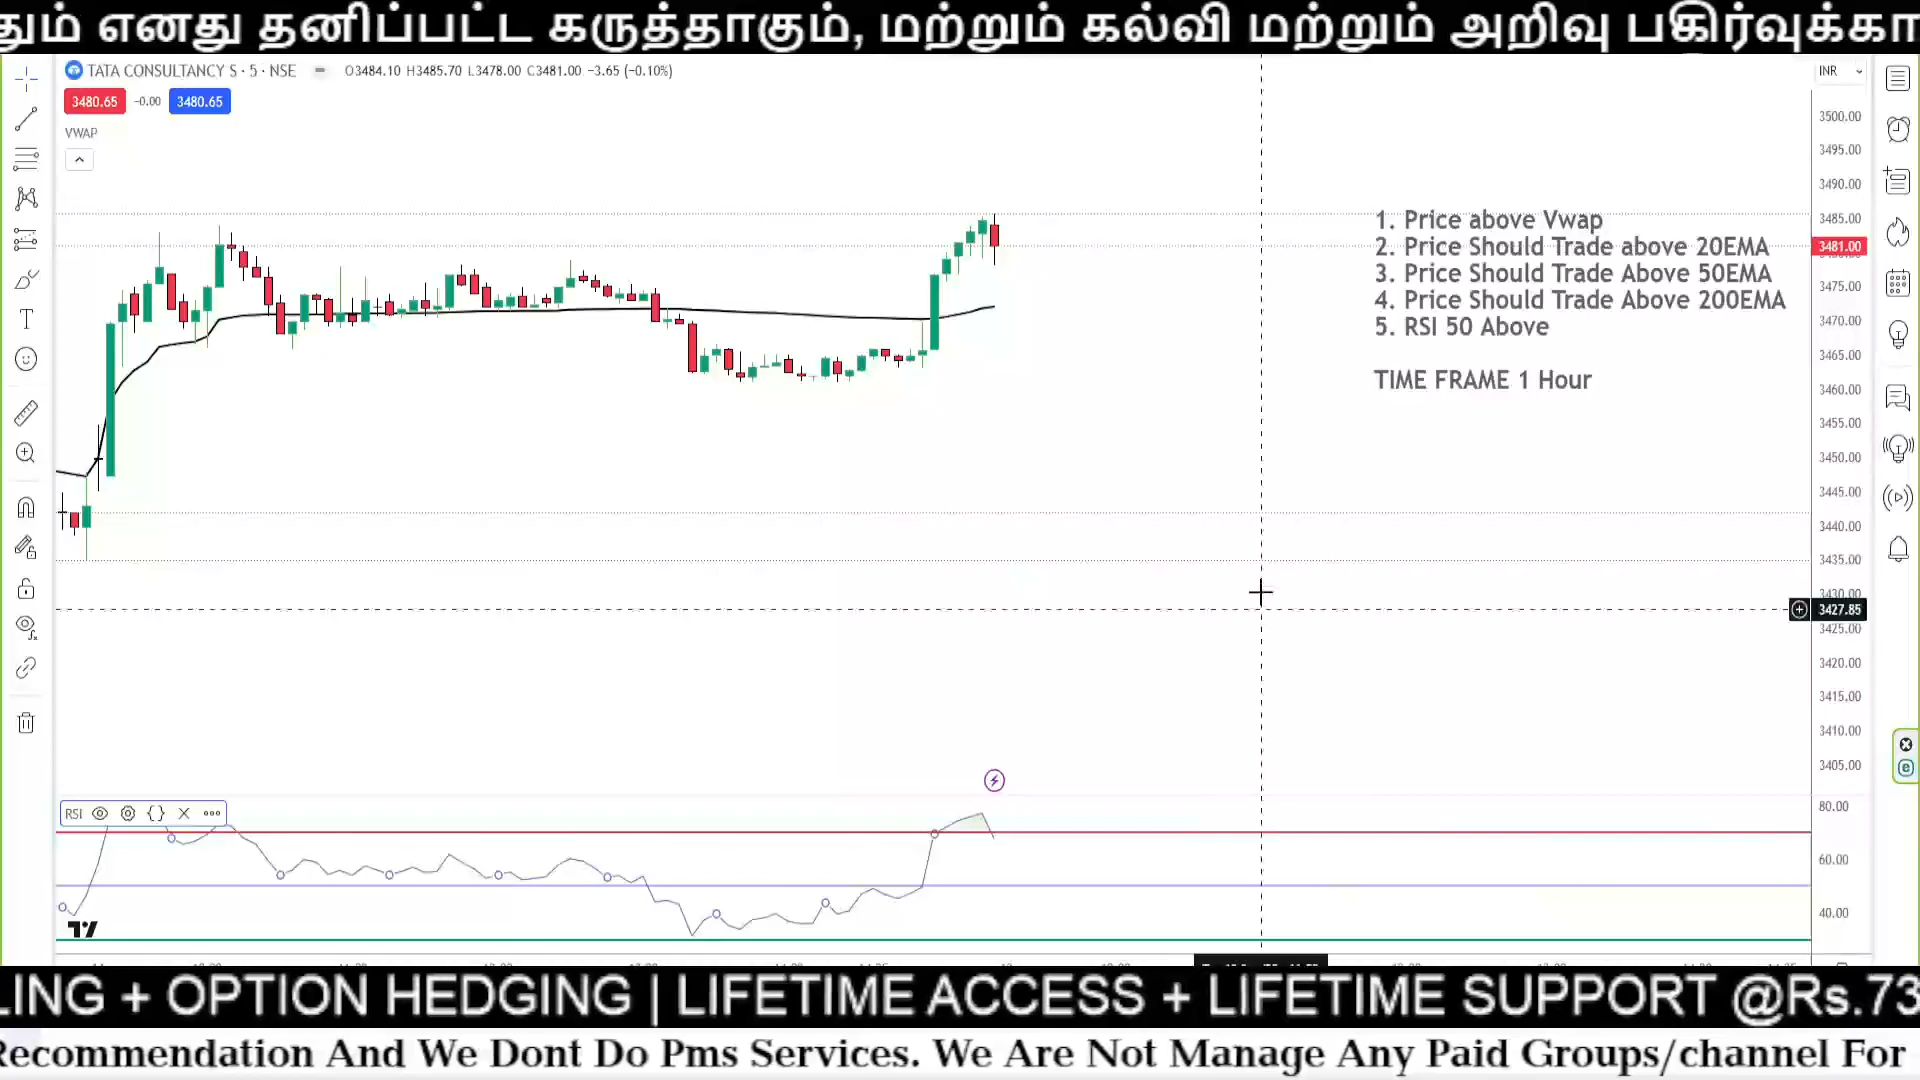 தும் எனது தனிப்பட்ட கருத்தாகும், மற்றும் கல்வி மற்றும் அறிவு பகிர்வுக்கா
TATA CONSULTANCY S · 5 · NSE O3484.10 H3485.70 L3478.00 C3481.00 −3.65 (−0.10%)
INR
3480.65 -0.00 3480.65
VWAP
3500.00
3495.00
3490.00
3485.00
3481.00
3475.00
3470.00
3465.00
3460.00
3455.00
3450.00
3445.00
3440.00
3435.00
3430.00
3427.85
3425.00
3420.00
3415.00
3410.00
3405.00
1. Price above Vwap
2. Price Should Trade above 20EMA
3. Price Should Trade Above 50EMA
4. Price Should Trade Above 200EMA
5. RSI 50 Above
TIME FRAME 1 Hour
RSI
80.00
60.00
40.00
LING + OPTION HEDGING | LIFETIME ACCESS + LIFETIME SUPPORT @Rs.73
Recommendation And We Dont Do Pms Services. We Are Not Manage Any Paid Groups/channel For